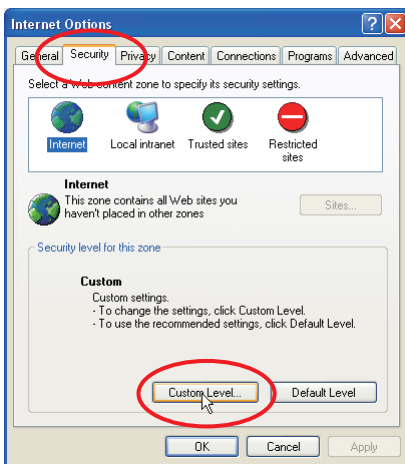 Internet Options
General Security Privacy Content Connections Programs Advanced
Select a Web content zone to specify its security settings.
Internet Local intranet Trusted sites Restricted
sites
Internet
This zone contains all Web sites you
haven't placed in other zones
Sites...
Security level for this zone
Custom
Custom settings.
- To change the settings, click Custom Level.
- To use the recommended settings, click Default Level.
Custom Level... Default Level
OK Cancel Apply